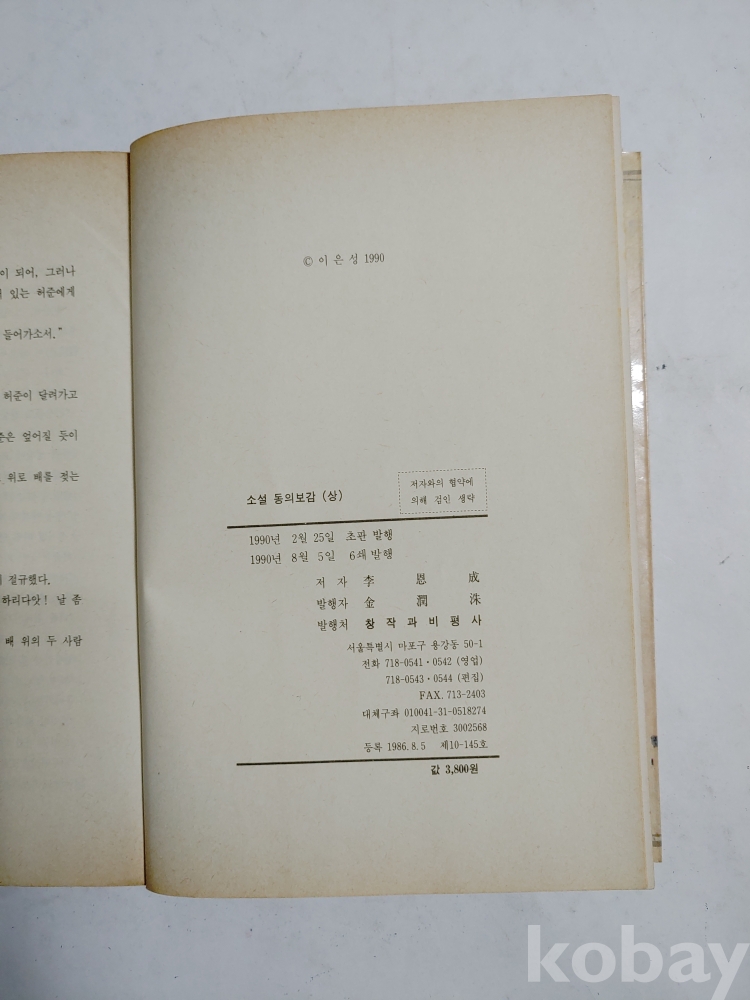 이 되어, 그러나
있는 허준에게
들어가소서."
허준이 달려가고
준은 엎어질 듯이
위로 배를 젖는
절규했다.
하리다앗! 날 좀
배 위의 두 사람
© 이 은 성 1990
소설 동의보감 (상)
저자와의 협약에
의해 검인 생략
1990년 2월 25일 초판 발행
1990년 8월 5일 6쇄 발행
저 자 李 恩 成
발행자 金 潤 洙
발행처 창 작 과 비 평 사
서울특별시 마포구 용강동 50-1
전화 718-0541·0542 (영업)
718-0543·0544 (편집)
FAX. 713-2403
대체구좌 010041-31-0518274
지로번호 3002568
등록 1986.8.5 제10-145호
값 3,800원
kobay